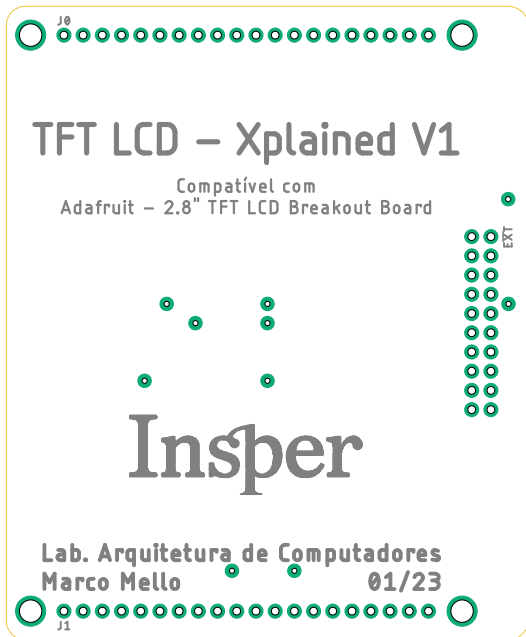 J0
TFT LCD – Xplained V1
Compatível com
Adafruit – 2.8" TFT LCD Breakout Board
EXT
Insper
Lab. Arquitetura de Computadores
Marco Mello 01/23
J1